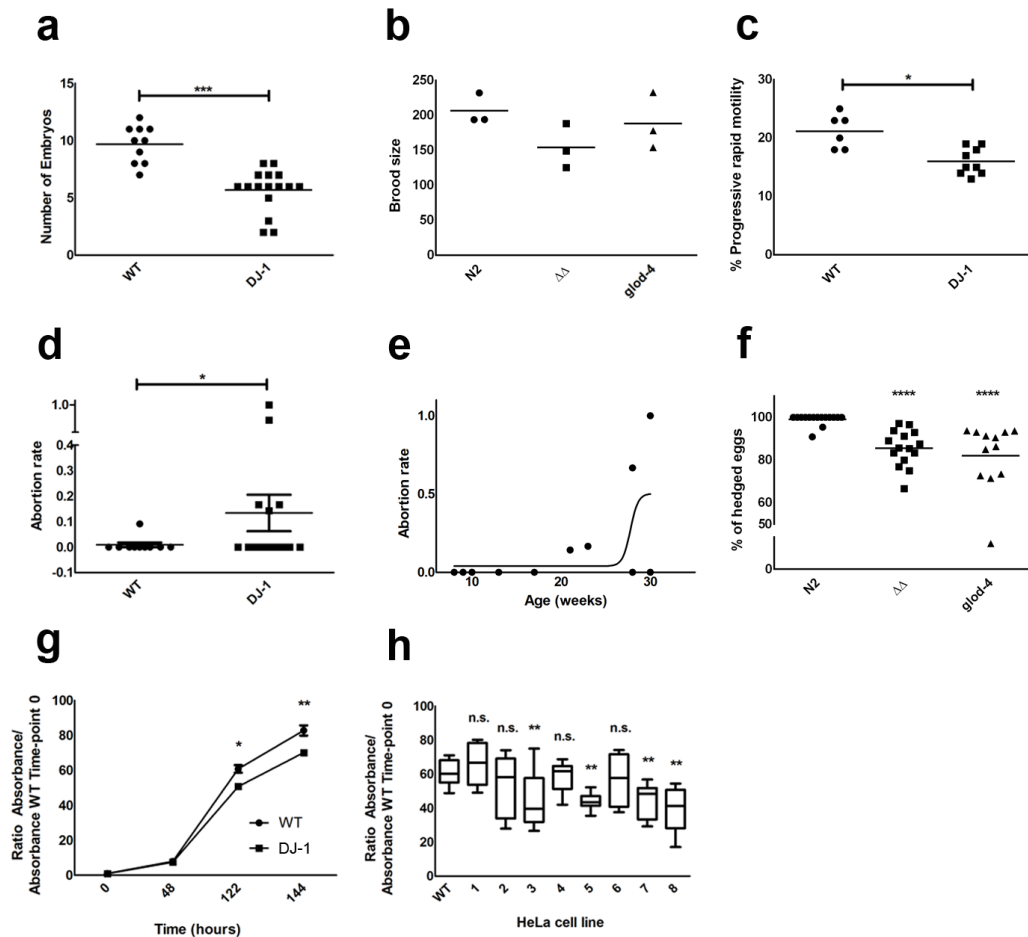 a
Number of Embryos
15
10
5
0
***
WT
DJ-1
b
Brood size
250
200
150
100
50
0
N2
ΔΔ
glod-4
c
% Progressive rapid motility
30
20
10
0
*
WT
DJ-1
d
Abortion rate
1.0
0.4
0.3
0.2
0.1
0.0
-0.1
*
WT
DJ-1
e
Abortion rate
1.0
0.5
0.0
10
20
30
Age (weeks)
f
% of hedged eggs
100
80
60
50
0
****
****
N2
ΔΔ
glod-4
g
Ratio Absorbance/
Absorbance WT Time-point 0
100
80
60
40
20
0
*
**
WT
DJ-1
0
48
122
144
Time (hours)
h
Ratio Absorbance/
Absorbance WT Time-point 0
100
80
60
40
20
0
n.s.
n.s.
**
n.s.
**
n.s.
**
**
WT
1
2
3
4
5
6
7
8
HeLa cell line